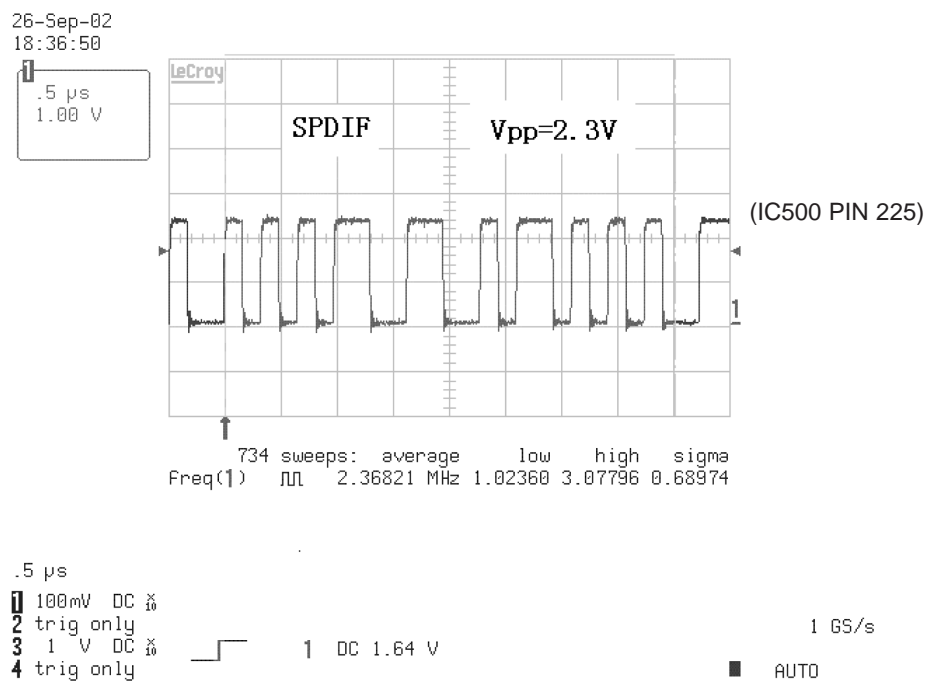 26-Sep-02
18:36:50
1
.5 µs
1.00 V
LeCroy
SPDIF
Vpp=2.3V
(IC500 PIN 225)
1
734 sweeps: average low high sigma
Freq(1) 2.36821 MHz 1.02360 3.07796 0.68974
.5 µs
1 100mV DC X10
2 trig only
3 1 V DC X10
4 trig only
1 DC 1.64 V
1 GS/s
AUTO